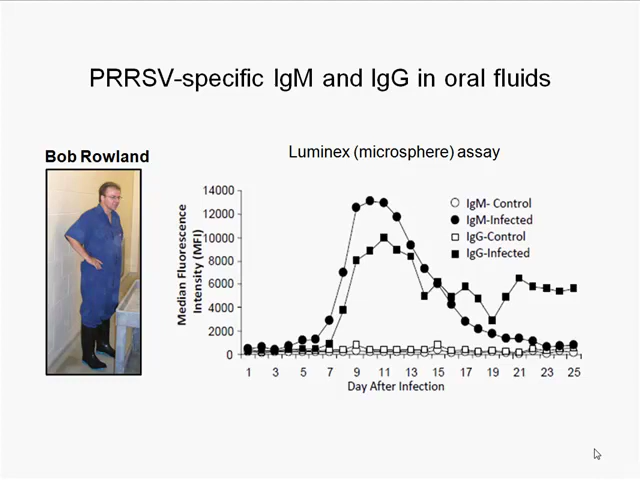 PRRSV-specific IgM and IgG in oral fluids
Bob Rowland
Luminex (microsphere) assay
Median Fluorescence
Intensity (MFI)
14000
12000
10000
8000
6000
4000
2000
0
IgM- Control
IgM-Infected
IgG-Control
IgG-Infected
1 3 5 7 9 11 13 15 17 19 21 23 25
Day After Infection